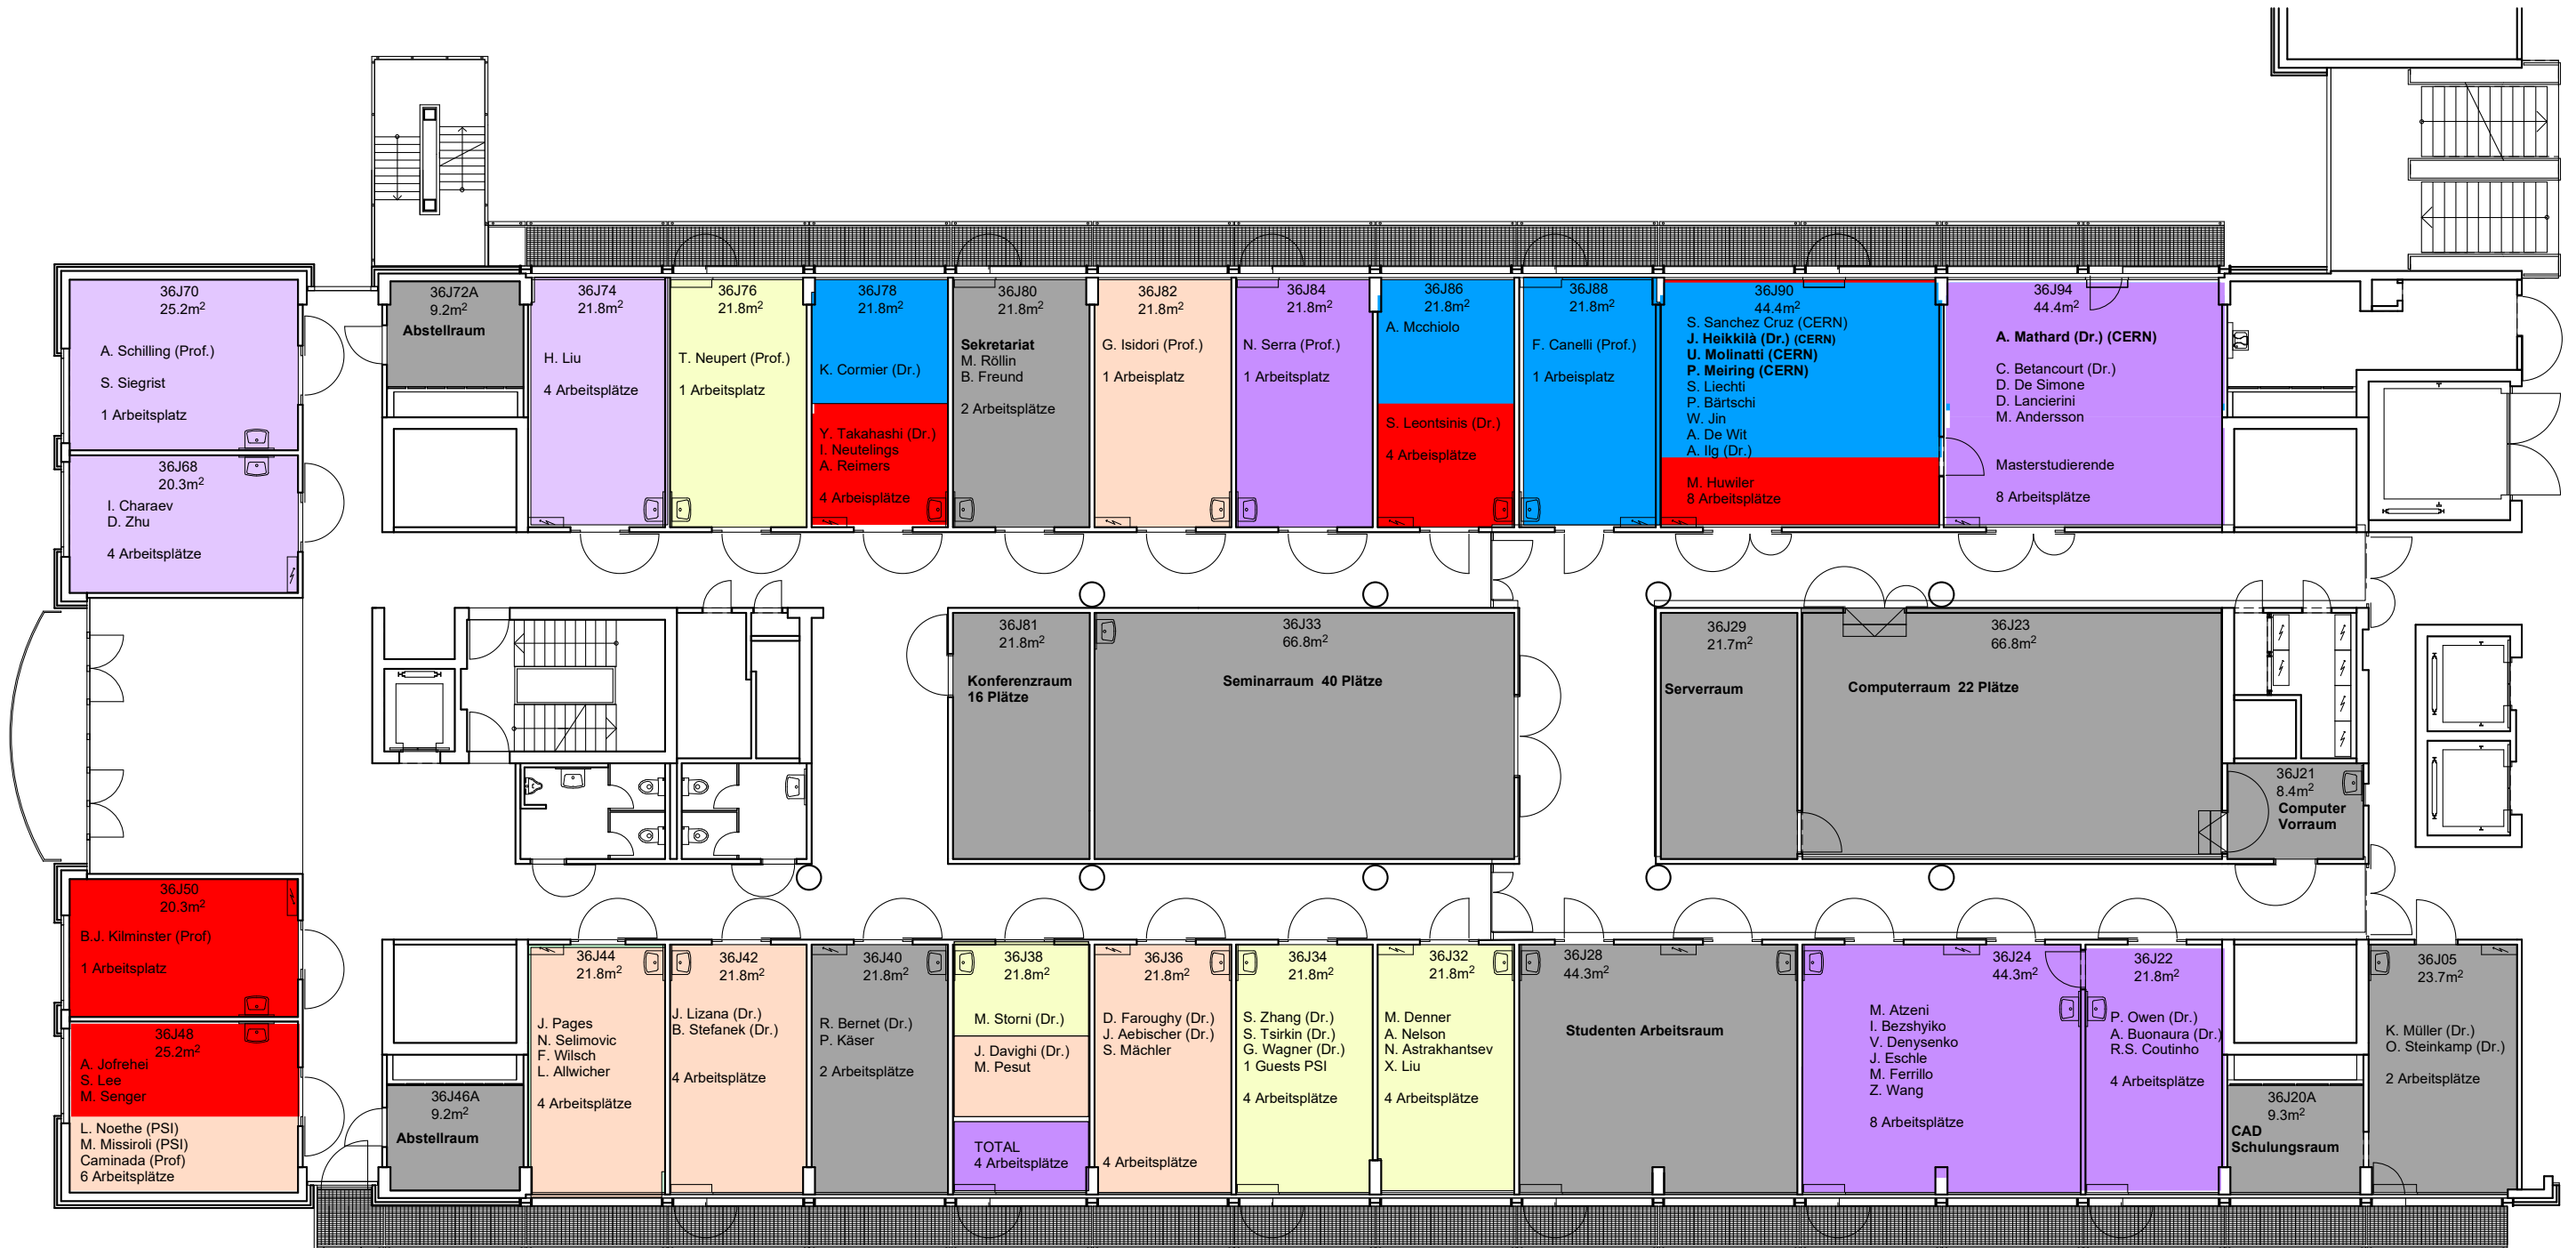 36J70
25.2m²
A. Schilling (Prof.)
S. Siegrist
1 Arbeitsplatz
36J68
20.3m²
I. Charaev
D. Zhu
4 Arbeitsplätze
36J72A
9.2m²
Abstellraum
36J74
21.8m²
H. Liu
4 Arbeitsplätze
36J76
21.8m²
T. Neupert (Prof.)
1 Arbeitsplatz
36J78
21.8m²
K. Cormier (Dr.)
Y. Takahashi (Dr.)
I. Neutelings
A. Reimers
4 Arbeisplätze
36J80
21.8m²
Sekretariat
M. Röllin
B. Freund
2 Arbeitsplätze
36J82
21.8m²
G. Isidori (Prof.)
1 Arbeisplatz
36J84
21.8m²
N. Serra (Prof.)
1 Arbeitsplatz
36J86
21.8m²
A. Mcchiolo
S. Leontsinis (Dr.)
4 Arbeisplätze
36J88
21.8m²
F. Canelli (Prof.)
1 Arbeisplatz
36J90
44.4m²
S. Sanchez Cruz (CERN)
J. Heikkilà (Dr.) (CERN)
U. Molinatti (CERN)
P. Meiring (CERN)
S. Liechti
P. Bärtschi
W. Jin
A. De Wit
A. Ilg (Dr.)
M. Huwiler
8 Arbeitsplätze
36J94
44.4m²
A. Mathard (Dr.) (CERN)
C. Betancourt (Dr.)
D. De Simone
D. Lancierini
M. Andersson
Masterstudierende
8 Arbeitsplätze
36J81
21.8m²
Konferenzraum
16 Plätze
36J33
66.8m²
Seminarraum 40 Plätze
36J29
21.7m²
Serverraum
36J23
66.8m²
Computerraum 22 Plätze
36J21
8.4m²
Computer
Vorraum
36J50
20.3m²
B.J. Kilminster (Prof)
1 Arbeitsplatz
36J48
25.2m²
A. Jofrehei
S. Lee
M. Senger
L. Noethe (PSI)
M. Missiroli (PSI)
Caminada (Prof)
6 Arbeitsplätze
36J46A
9.2m²
Abstellraum
36J44
21.8m²
J. Pages
N. Selimovic
F. Wilsch
L. Allwicher
4 Arbeitsplätze
36J42
21.8m²
J. Lizana (Dr.)
B. Stefanek (Dr.)
4 Arbeitsplätze
36J40
21.8m²
R. Bernet (Dr.)
P. Käser
2 Arbeitsplätze
36J38
21.8m²
M. Storni (Dr.)
J. Davighi (Dr.)
M. Pesut
TOTAL
4 Arbeitsplätze
36J36
21.8m²
D. Faroughy (Dr.)
J. Aebischer (Dr.)
S. Mächler
4 Arbeitsplätze
36J34
21.8m²
S. Zhang (Dr.)
S. Tsirkin (Dr.)
G. Wagner (Dr.)
1 Guests PSI
4 Arbeitsplätze
36J32
21.8m²
M. Denner
A. Nelson
N. Astrakhantsev
X. Liu
4 Arbeitsplätze
36J28
44.3m²
Studenten Arbeitsraum
36J24
44.3m²
M. Atzeni
I. Bezshyiko
V. Denysenko
J. Eschle
M. Ferrillo
Z. Wang
8 Arbeitsplätze
36J22
21.8m²
P. Owen (Dr.)
A. Buonaura (Dr.)
R.S. Coutinho
4 Arbeitsplätze
36J20A
9.3m²
CAD
Schulungsraum
36J05
23.7m²
K. Müller (Dr.)
O. Steinkamp (Dr.)
2 Arbeitsplätze